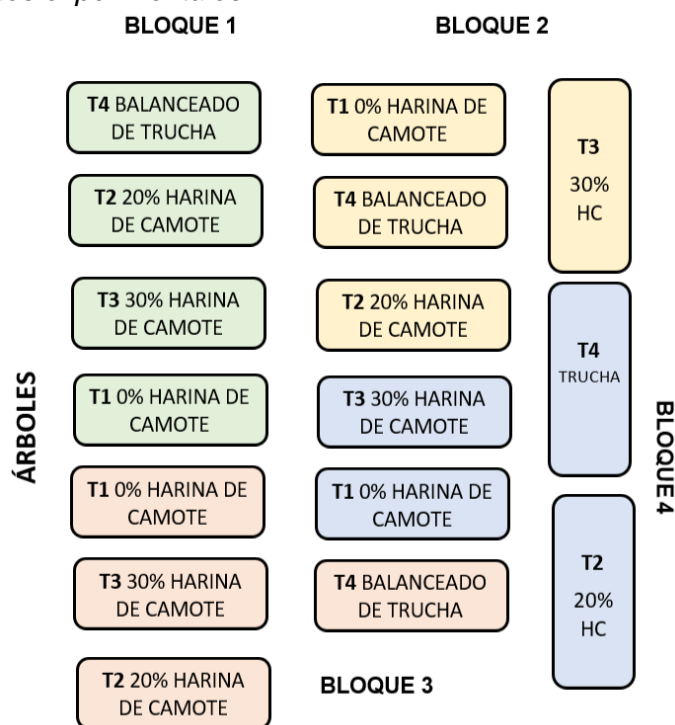 BLOQUE 1
BLOQUE 2
T4 BALANCEADO
DE TRUCHA
T2 20% HARINA
DE CAMOTE
T3 30% HARINA
DE CAMOTE
T1 0% HARINA DE
CAMOTE
T1 0% HARINA DE
CAMOTE
T3 30% HARINA
DE CAMOTE
T2 20% HARINA
DE CAMOTE
T1 0% HARINA DE
CAMOTE
T4 BALANCEADO
DE TRUCHA
T2 20% HARINA
DE CAMOTE
T3 30% HARINA
DE CAMOTE
T1 0% HARINA DE
CAMOTE
T4 BALANCEADO
DE TRUCHA
T3
30%
HC
T4
TRUCHA
T2
20%
HC
ÁRBOLES
BLOQUE 4
BLOQUE 3